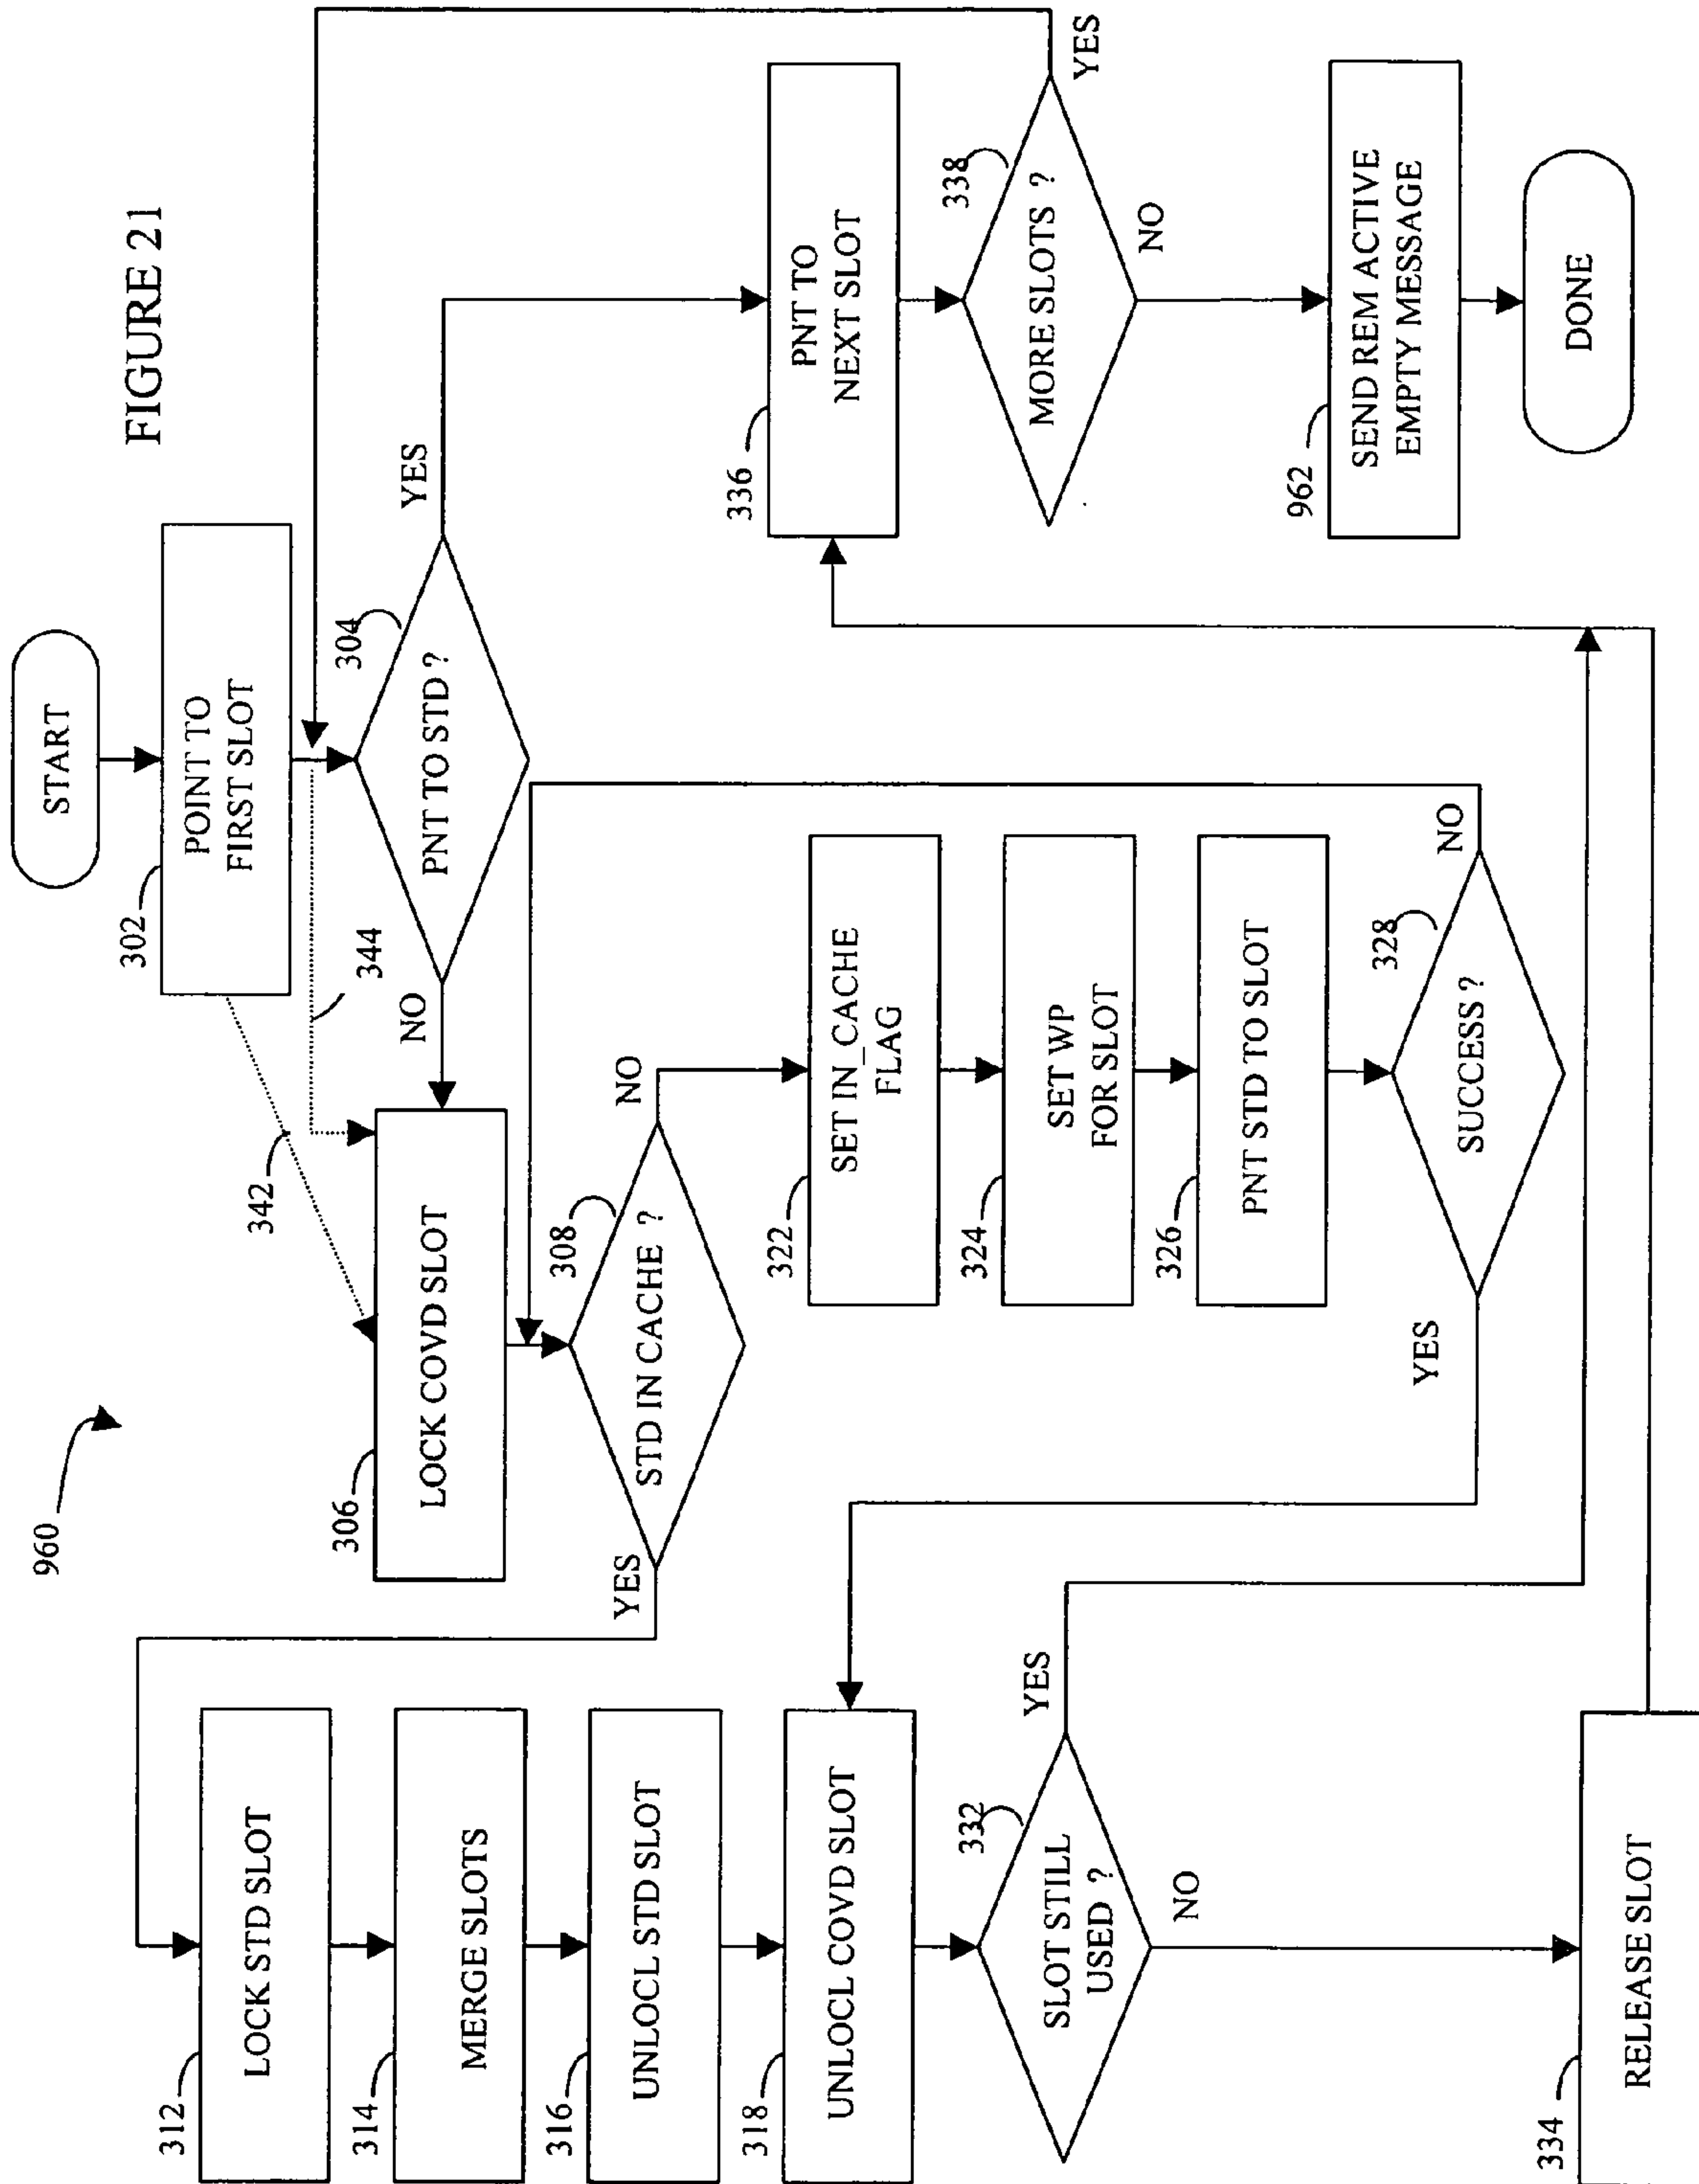 FIGURE 21
960
START
302
POINT TO
FIRST SLOT
342
344
304
PNT TO STD ?
YES
NO
306
LOCK COVD SLOT
308
STD IN CACHE ?
YES
NO
312
LOCK STD SLOT
314
MERGE SLOTS
316
UNLOCL STD SLOT
318
UNLOCL COVD SLOT
322
SET IN_CACHE
FLAG
324
SET WP
FOR SLOT
326
PNT STD TO SLOT
328
SUCCESS ?
YES
NO
332
SLOT STILL
USED ?
YES
NO
334
RELEASE SLOT
336
PNT TO
NEXT SLOT
338
MORE SLOTS ?
YES
NO
962
SEND REM ACTIVE
EMPTY MESSAGE
DONE